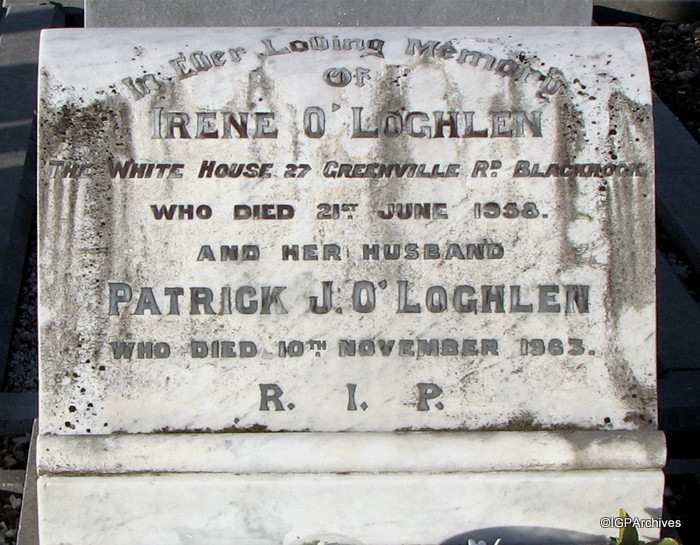 In Ever Loving Memory
Of
IRENE O'LOGHLEN
THE WHITE HOUSE 27 GREENVILLE RD BLACKROCK
WHO DIED 21ST JUNE 1958.
AND HER HUSBAND
PATRICK J. O'LOGHLEN
WHO DIED 10TH NOVEMBER 1963.
R. I. P.
©IGPArchives